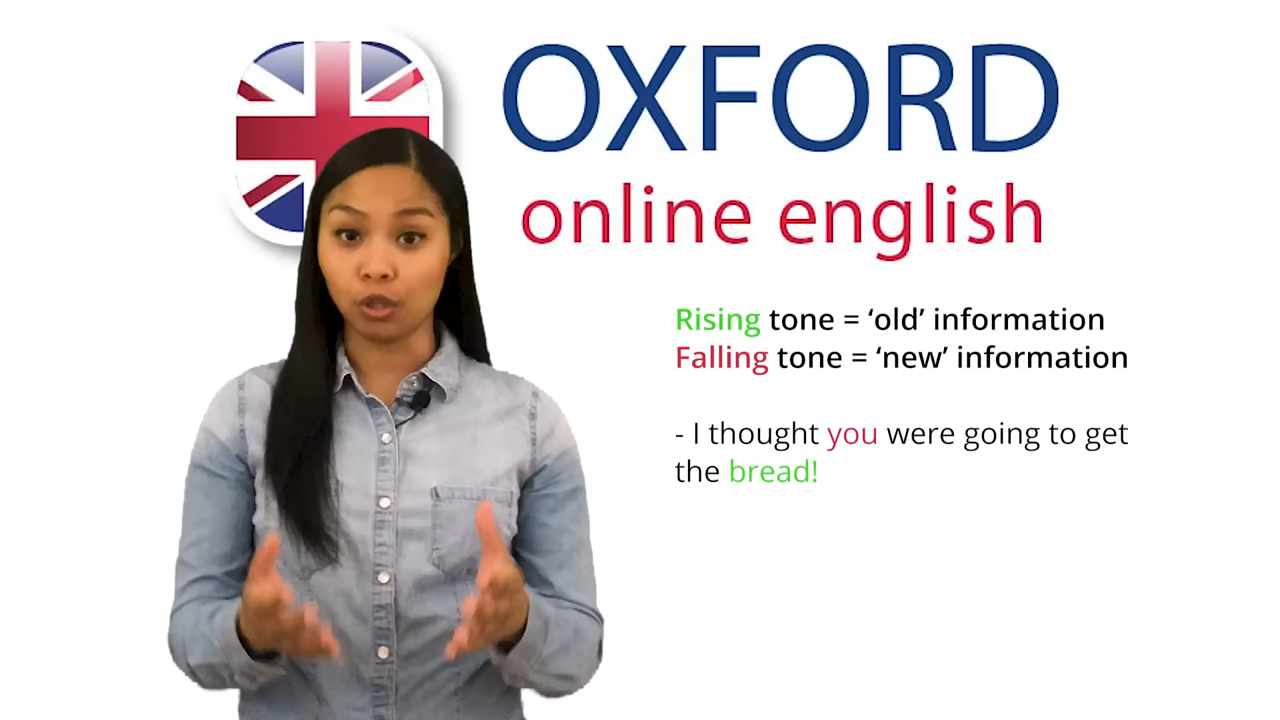 OXFORD
online english
Rising tone = ‘old’ information
Falling tone = ‘new’ information
- I thought you were going to get
the bread!